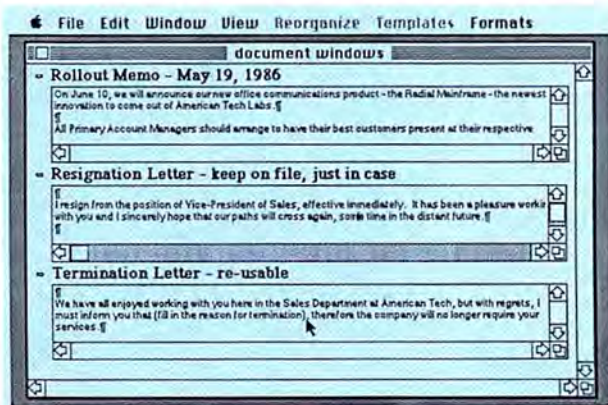 File Edit Window View Reorganize Templates Formats
document windows
Rollout Memo - May 19, 1986
On June 10, we will announce our new office communications product - the Radial Mainframe - the newest
innovation to come out of American Tech Labs.¶
¶
All Primary Account Managers should arrange to have their best customers present at their respective
Resignation Letter - keep on file, just in case
¶
I resign from the position of Vice-President of Sales, effective immediately. It has been a pleasure workin
with you and I sincerely hope that our paths will cross again, some time in the distant future.¶
¶
Termination Letter - re-usable
¶
We have all enjoyed working with you here in the Sales Department at American Tech, but with regrets, I
must inform you that (fill in the reason for termination), therefore the company will no longer require your
services.¶